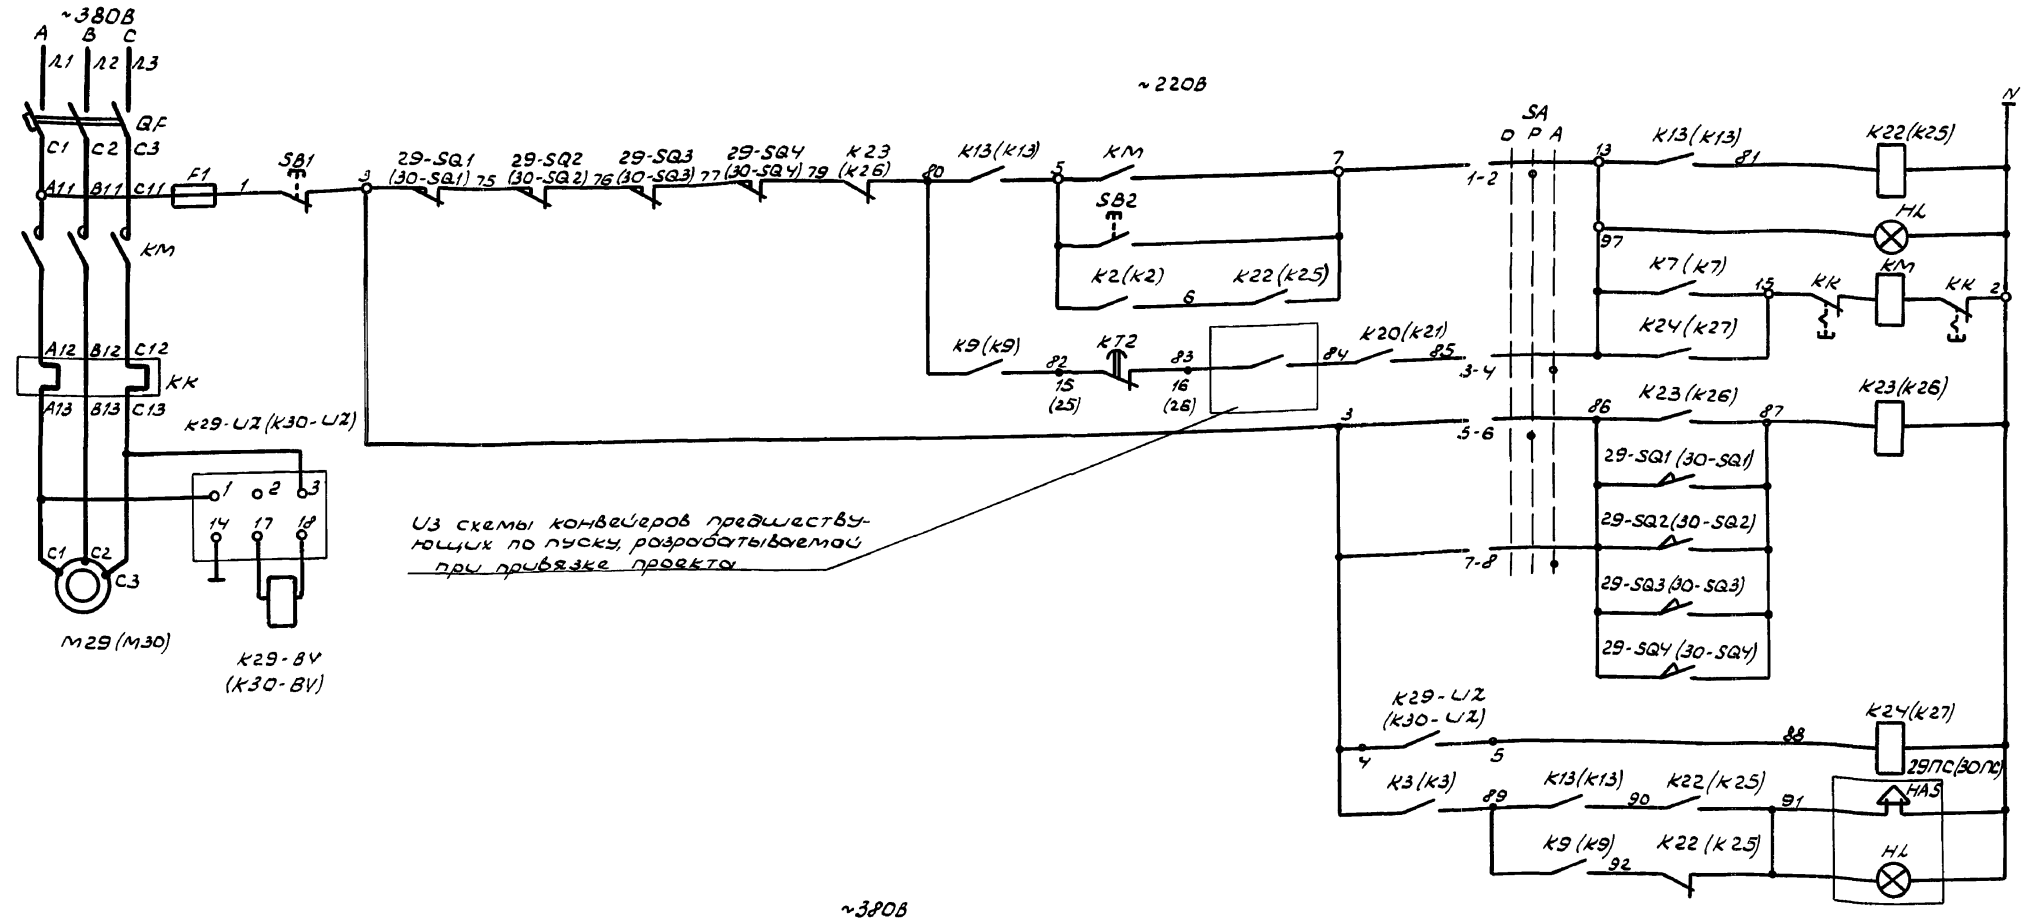 ~380В
А В С
Л1 Л2 Л3
QF
C1 C2 C3
A11 B11 C11
F1
1
SB1
3
29-SQ1
(30-SQ1)
75
29-SQ2
(30-SQ2)
76
29-SQ3
(30-SQ3)
77
29-SQ4
(30-SQ4)
79
К23
(К26)
80
К13(К13)
5
КМ
7
~220В
SA
О Р А
1-2
13
К13(К13)
81
К22(К25)
N
SB2
97
HL
К2(К2)
6
К22(К25)
К7(К7)
15
КК
КМ
КК
2
К24(К27)
КМ
A12 B12 C12
КК
A13 B13 C13
К9(К9)
82
15
(25)
КТ2
83
16
(26)
84
К20(К21)
85
3-4
К29-UZ(К30-UZ)
3
5-6
86
К23(К26)
87
К23(К26)
29-SQ1(30-SQ1)
29-SQ2(30-SQ2)
7-8
29-SQ3(30-SQ3)
29-SQ4(30-SQ4)
1 2 3
14 17 18
C1 C2
C3
М29(М30)
К29-BV
(К30-BV)
Из схемы конвейеров предшеству-
ющих по пуску, разрабатываемой
при привязке проекта
К29-UZ
(К30-UZ)
4
5
88
К24(К27)
К3(К3)
89
К13(К13)
90
К22(К25)
91
29ПС(30ПС)
HAS
К9(К9)
92
К22(К25)
HL
~380В